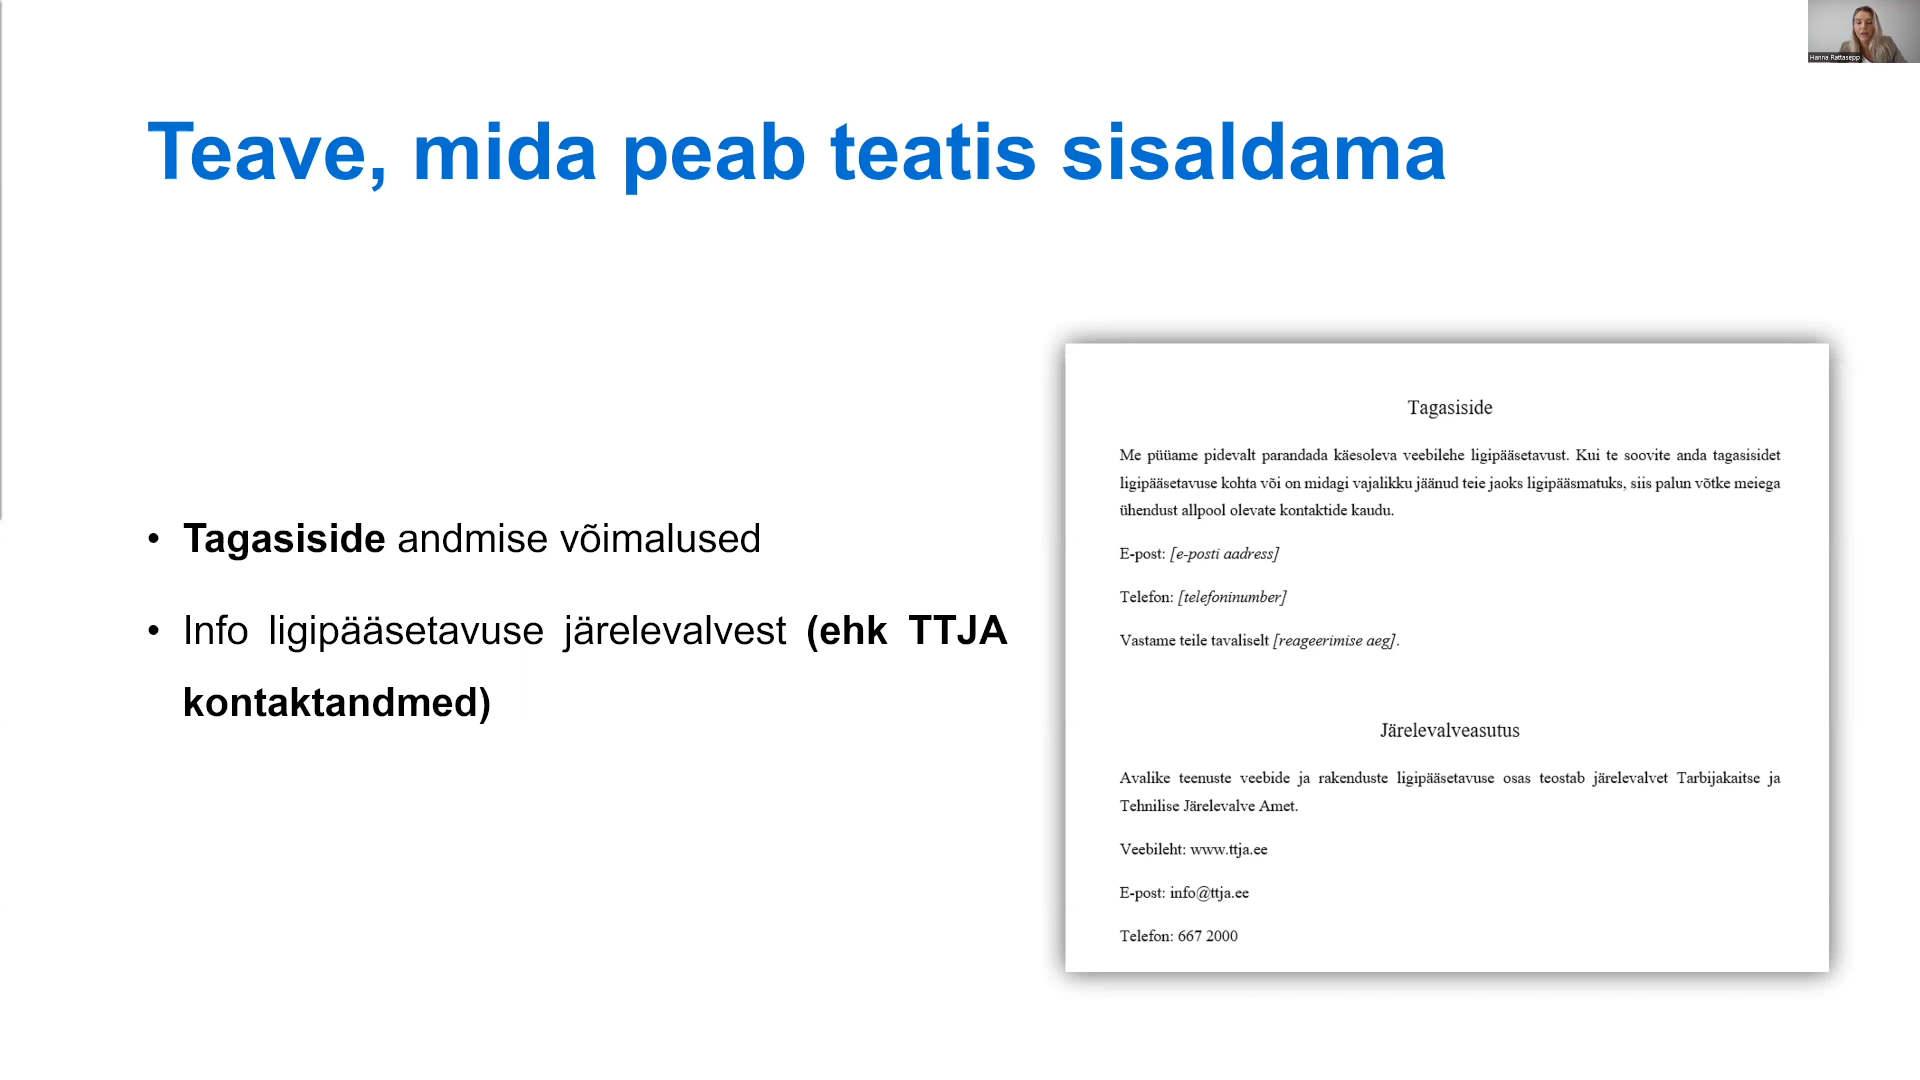 Hanna Rattasepp
Teave, mida peab teatis sisaldama
• Tagasiside andmise võimalused
• Info ligipääsetavuse järelevalvest (ehk TTJA
kontaktandmed)
Tagasiside
Me püüame pidevalt parandada käesoleva veebilehe ligipääsetavust. Kui te soovite anda tagasisidet
ligipääsetavuse kohta või on midagi vajalikku jäänud teie jaoks ligipääsmatuks, siis palun võtke meiega
ühendust allpool olevate kontaktide kaudu.
E-post: [e-posti aadress]
Telefon: [telefoninumber]
Vastame teile tavaliselt [reageerimise aeg].
Järelevalveasutus
Avalike teenuste veebide ja rakenduste ligipääsetavuse osas teostab järelevalvet Tarbijakaitse ja
Tehnilise Järelevalve Amet.
Veebileht: www.ttja.ee
E-post: info@ttja.ee
Telefon: 667 2000